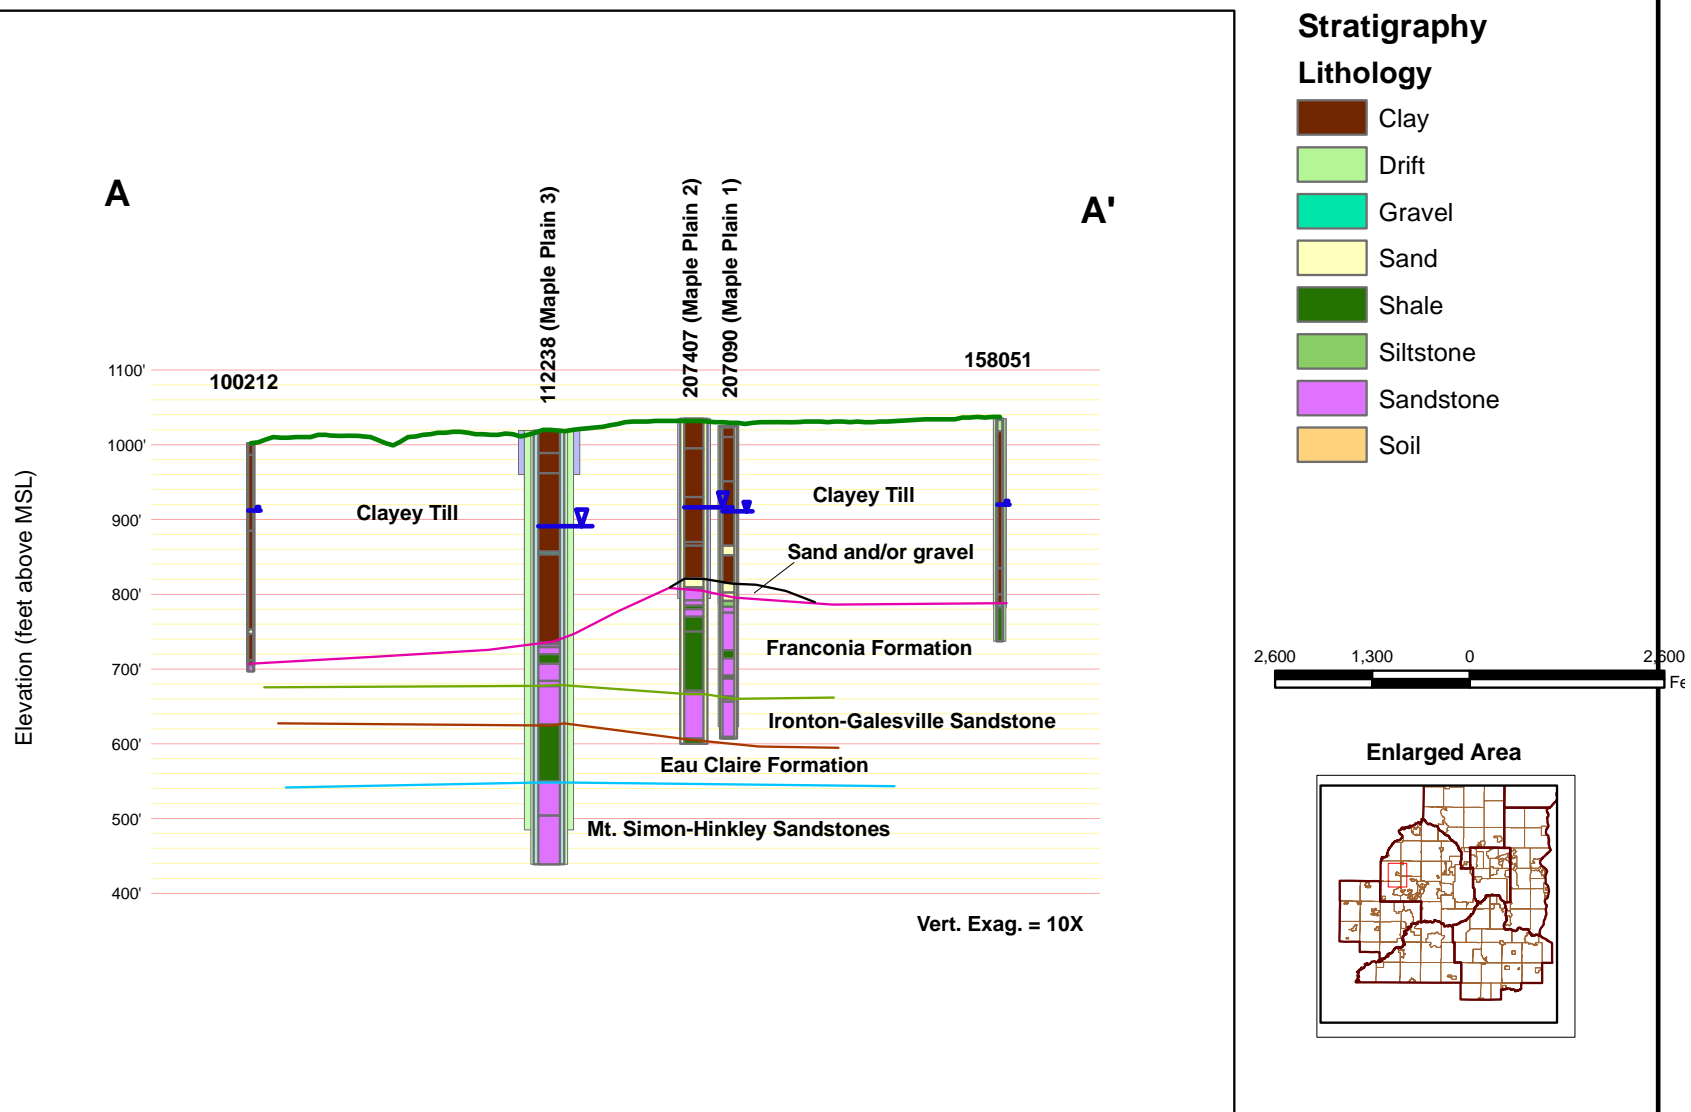 A
A'
100212
112238 (Maple Plain 3)
207407 (Maple Plain 2)
207090 (Maple Plain 1)
158051
Elevation (feet above MSL)
1100'
1000'
900'
800'
700'
600'
500'
400'
Clayey Till
Clayey Till
Sand and/or gravel
Franconia Formation
Ironton-Galesville Sandstone
Eau Claire Formation
Mt. Simon-Hinkley Sandstones
Vert. Exag. = 10X
Stratigraphy
Lithology
Clay
Drift
Gravel
Sand
Shale
Siltstone
Sandstone
Soil
2,600 1,300 0 2,600
Fe
Enlarged Area